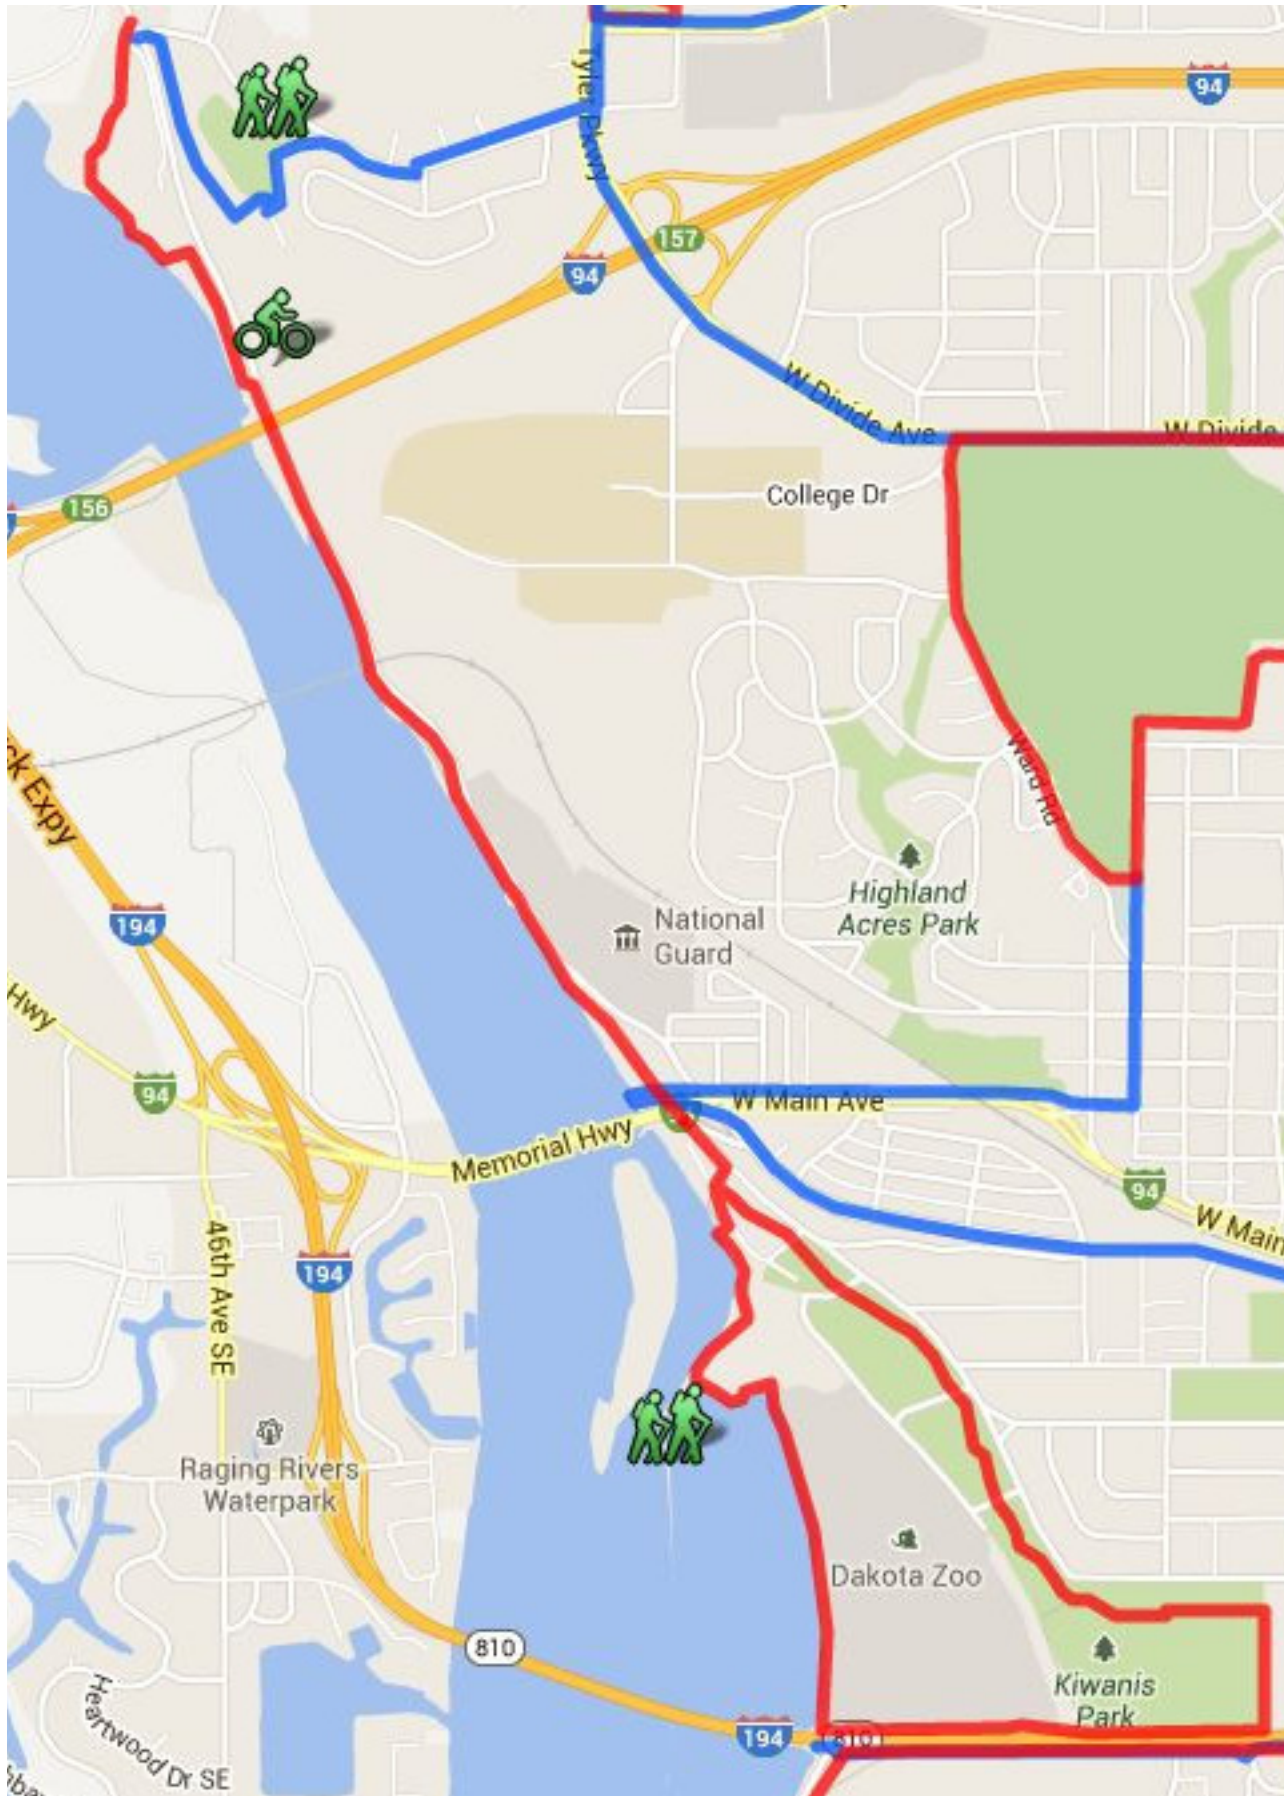 94
Tyler Pkwy
157
94
W Divide Ave
W Divide
College Dr
156
ck Expy
Ward Rd
Highland
Acres Park
National
Guard
194
Hwy
94
W Main Ave
Memorial Hwy
94
W Main
46th Ave SE
194
Raging Rivers
Waterpark
Dakota Zoo
810
Kiwanis
Park
194
810
Heartwood Dr SE